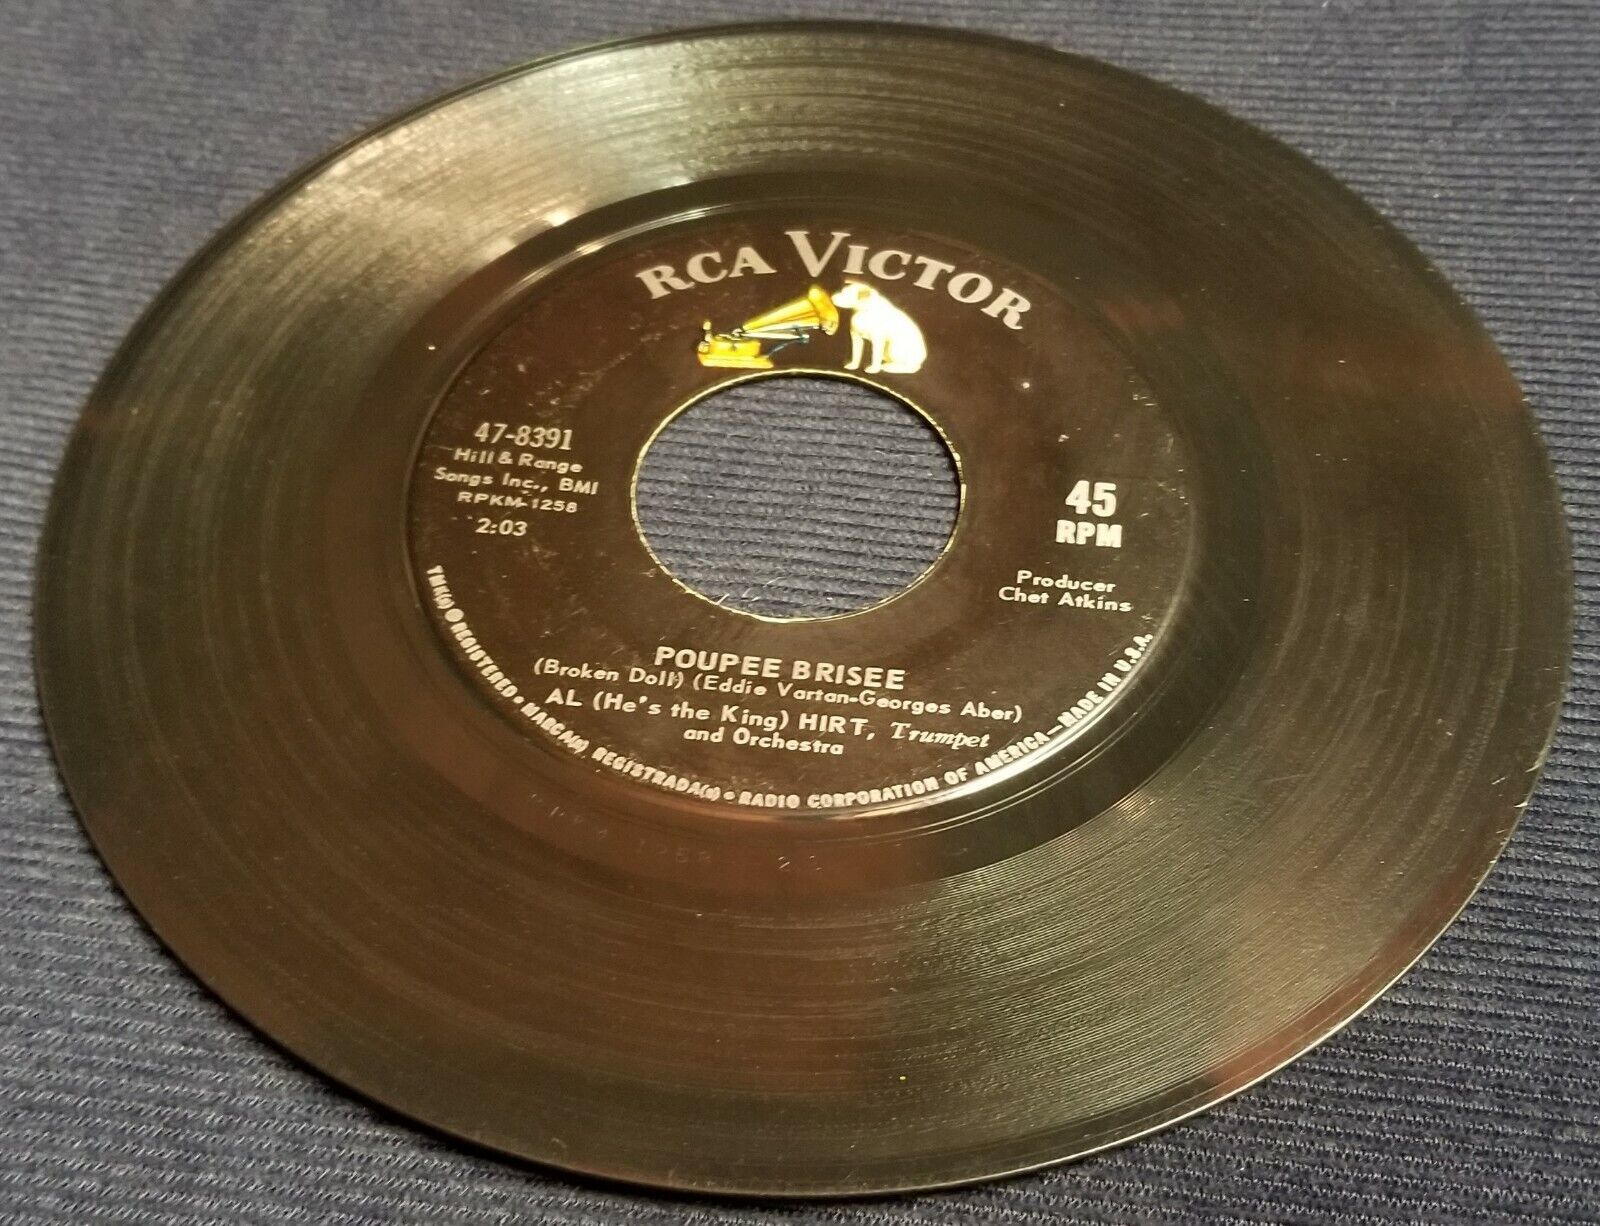 RCA VICTOR
47-8391
Hill & Range
Songs Inc., BMI
RPKM-1258
2:03
45
RPM
Producer
Chet Atkins
POUPEE BRISEE
(Broken Doll) (Eddie Vartan-Georges Aber)
AL (He's the King) HIRT, Trumpet
and Orchestra
TMK(s) ® REGISTERED • MARCA(s) REGISTRADA(s) • RADIO CORPORATION OF AMERICA—MADE IN U.S.A.